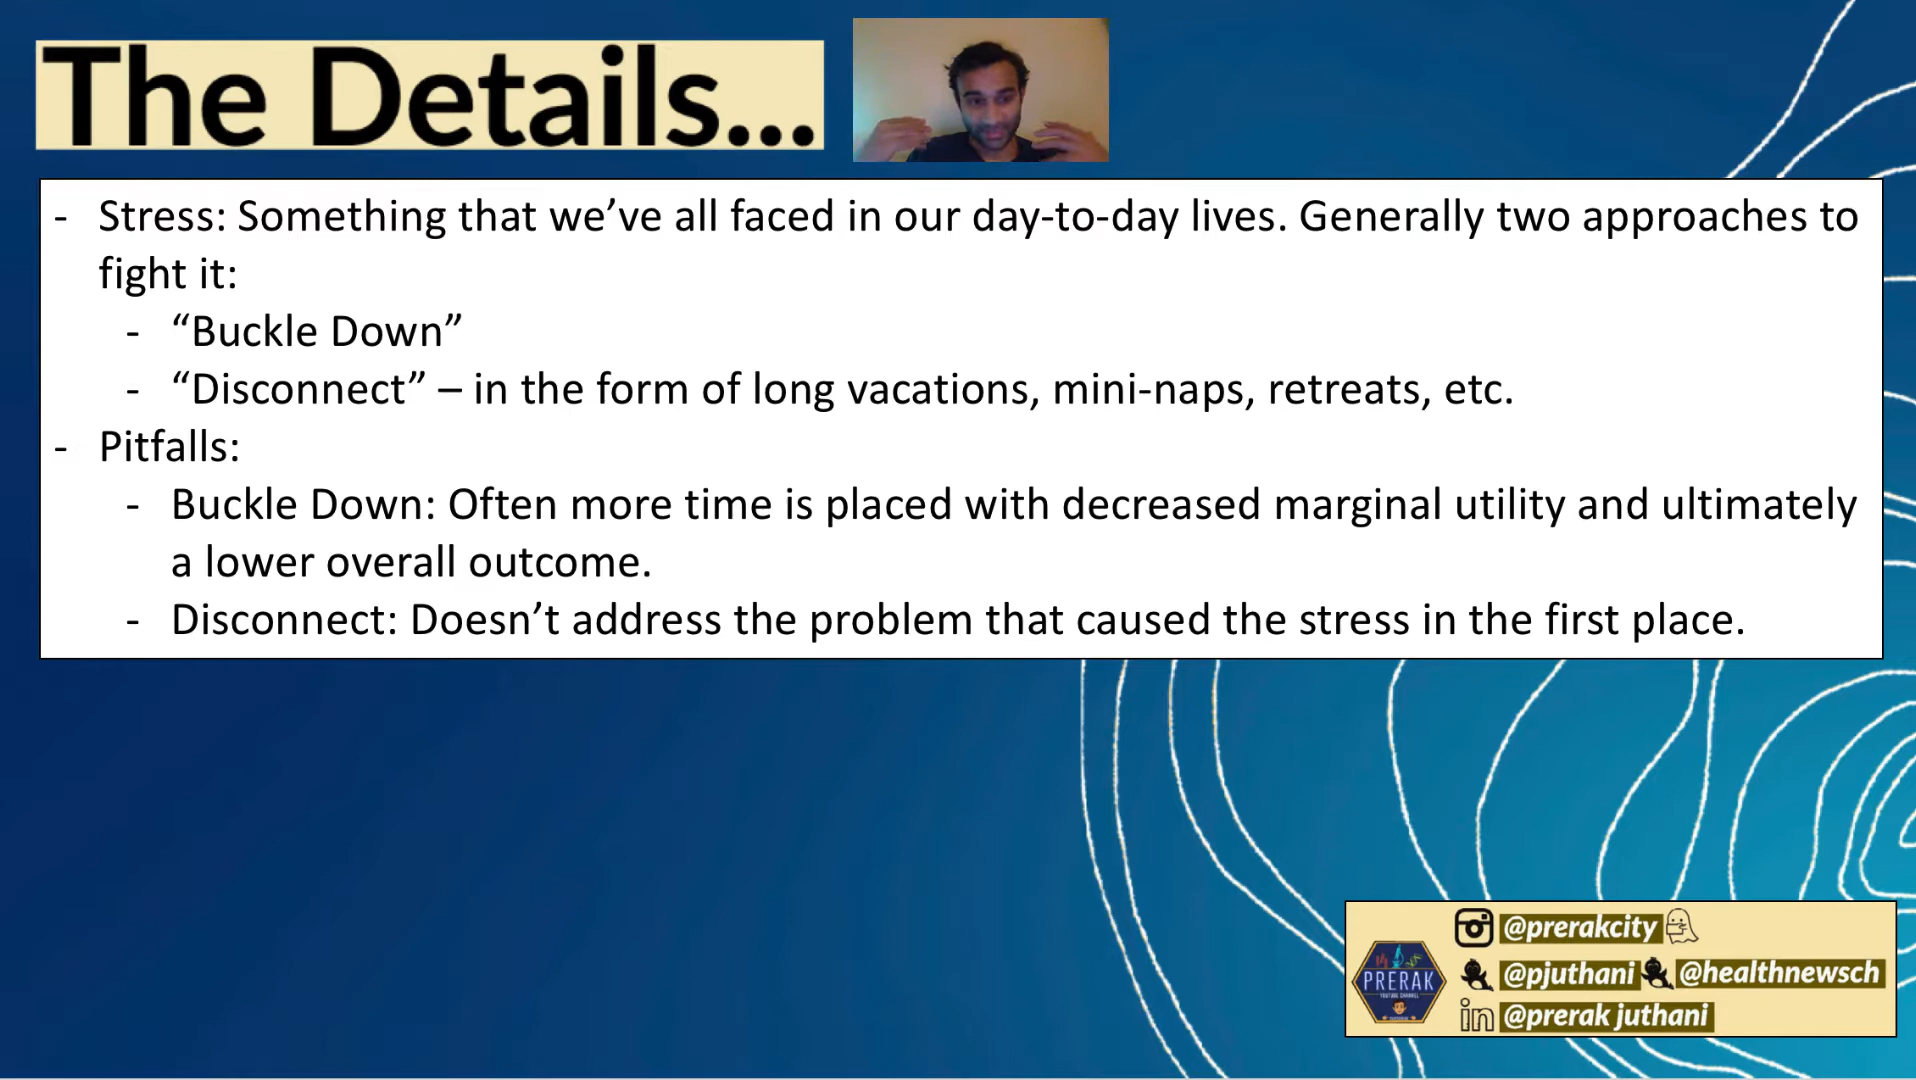 The Details...
- Stress: Something that we’ve all faced in our day-to-day lives. Generally two approaches to
fight it:
- “Buckle Down”
- “Disconnect” – in the form of long vacations, mini-naps, retreats, etc.
- Pitfalls:
- Buckle Down: Often more time is placed with decreased marginal utility and ultimately
a lower overall outcome.
- Disconnect: Doesn’t address the problem that caused the stress in the first place.
@prerakcity
@pjuthani @healthnewsch
in @prerak juthani
PRERAK
YOUTUBE CHANNEL